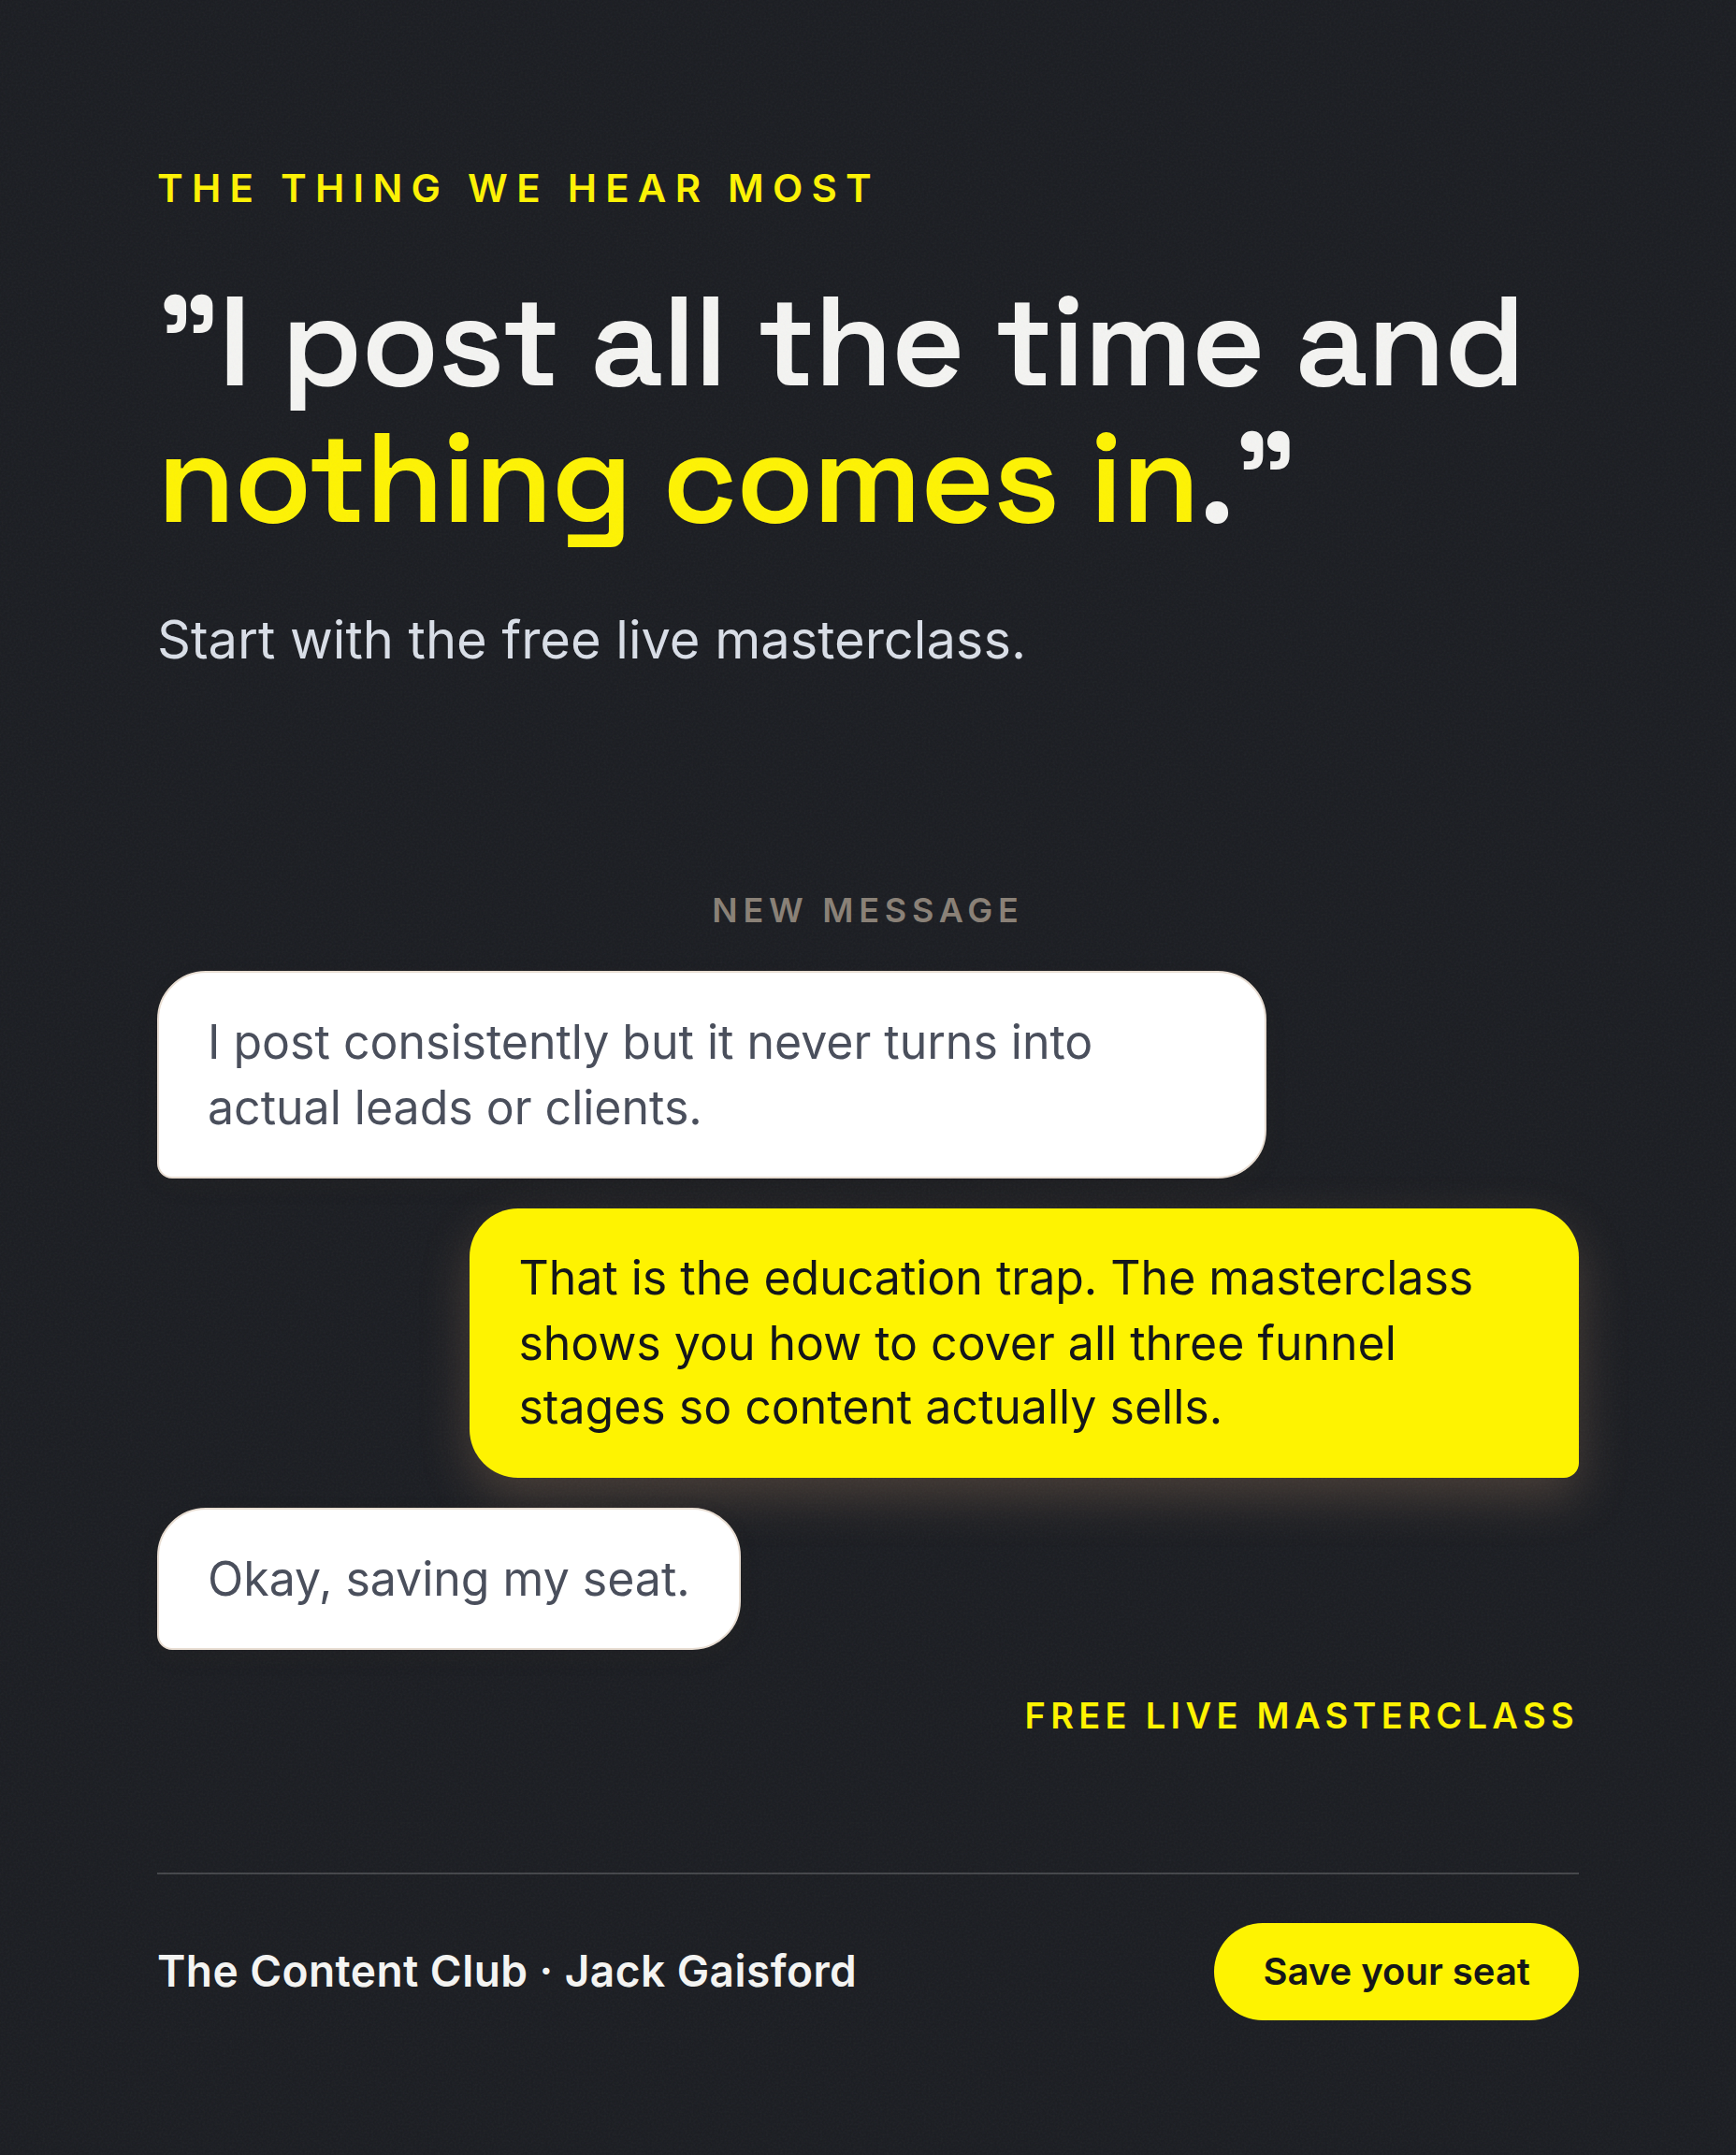 THE THING WE HEAR MOST
”I post all the time and
nothing comes in.”
Start with the free live masterclass.
NEW MESSAGE
I post consistently but it never turns into
actual leads or clients.
That is the education trap. The masterclass
shows you how to cover all three funnel
stages so content actually sells.
Okay, saving my seat.
FREE LIVE MASTERCLASS
The Content Club · Jack Gaisford
Save your seat